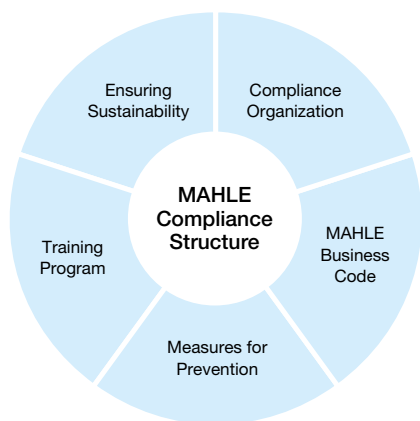 Ensuring
Sustainability
Compliance
Organization
MAHLE
Compliance
Structure
Training
Program
MAHLE
Business
Code
Measures for
Prevention